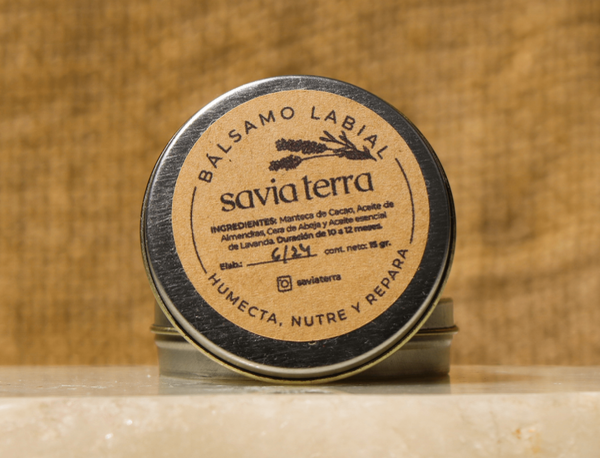 BÁLSAMO LABIAL
savia terra
INGREDIENTES: Manteca de Cacao, Aceite de
Almendras, Cera de Abeja y Aceite esencial
de Lavanda. Duración de 10 a 12 meses.
Elab.: 6/24 cont. neto: 15 gr.
saviaterra
HUMECTA, NUTRE Y REPARA